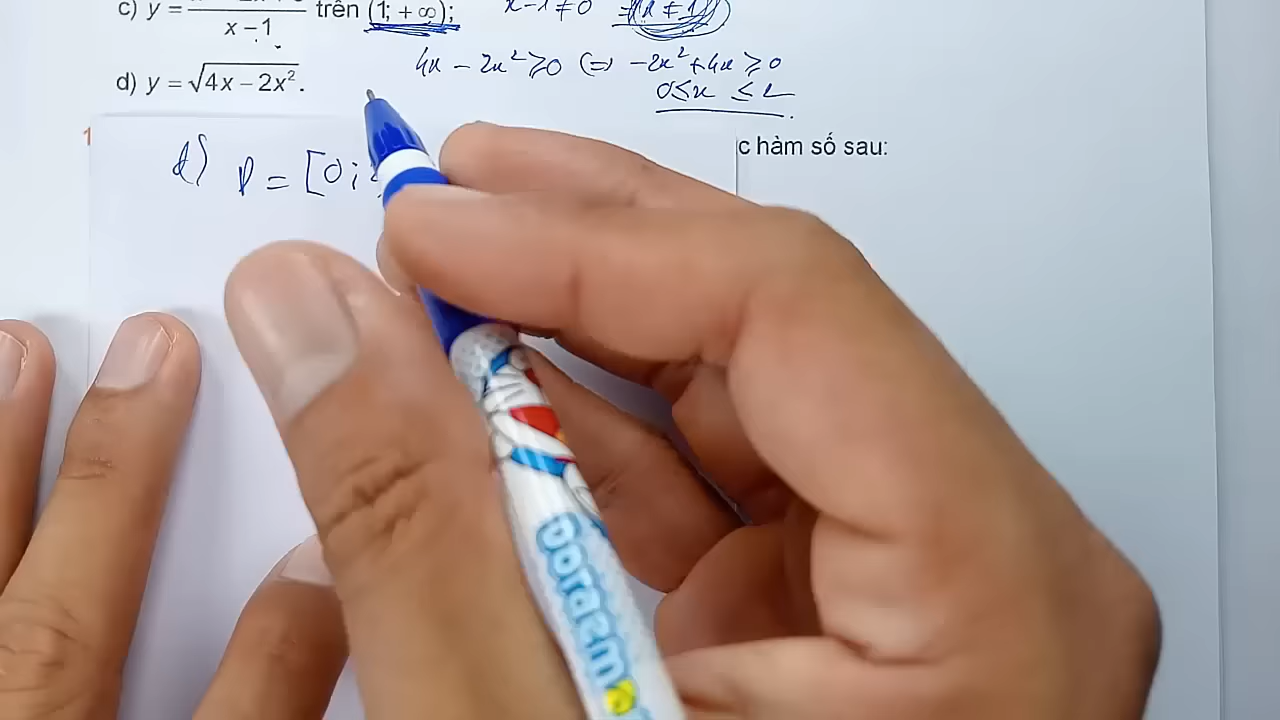 c) y = x − 1 trên (1; +∞); x − 1 ≠ 0 ⇔ x ≠ 1
4x − 2x² ≥ 0 ⇔ −2x² + 4x ≥ 0
d) y = √4x − 2x². 0 ≤ x ≤ 2
c hàm số sau:
d) D = [0;
Doraem